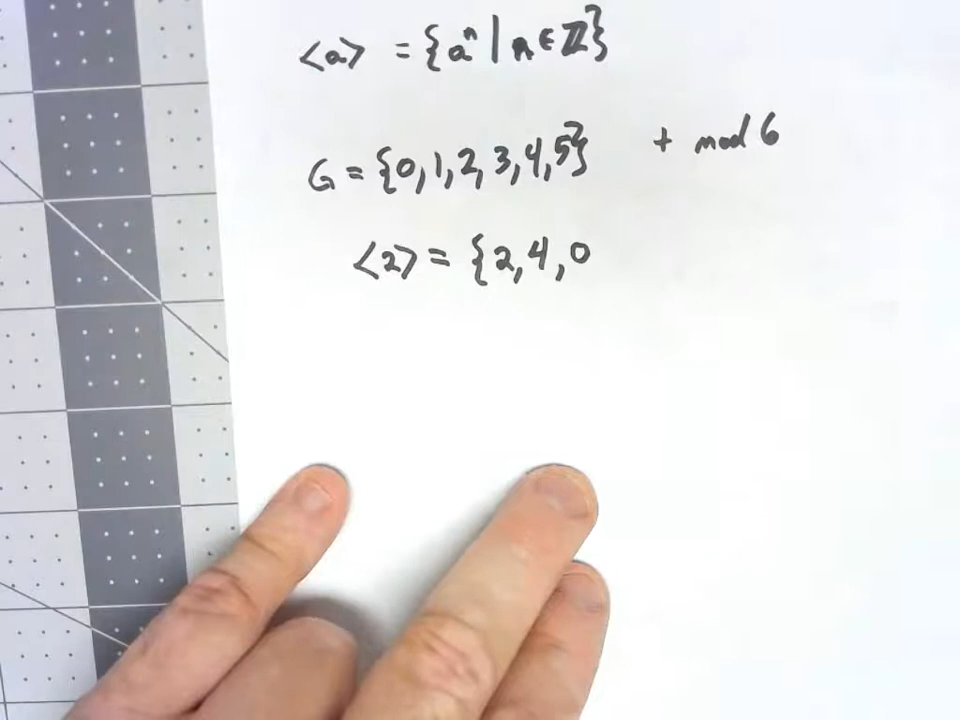 <a> = {aⁿ | n ∈ ℤ}
G = {0, 1, 2, 3, 4, 5} + mod 6
<2> = {2, 4, 0